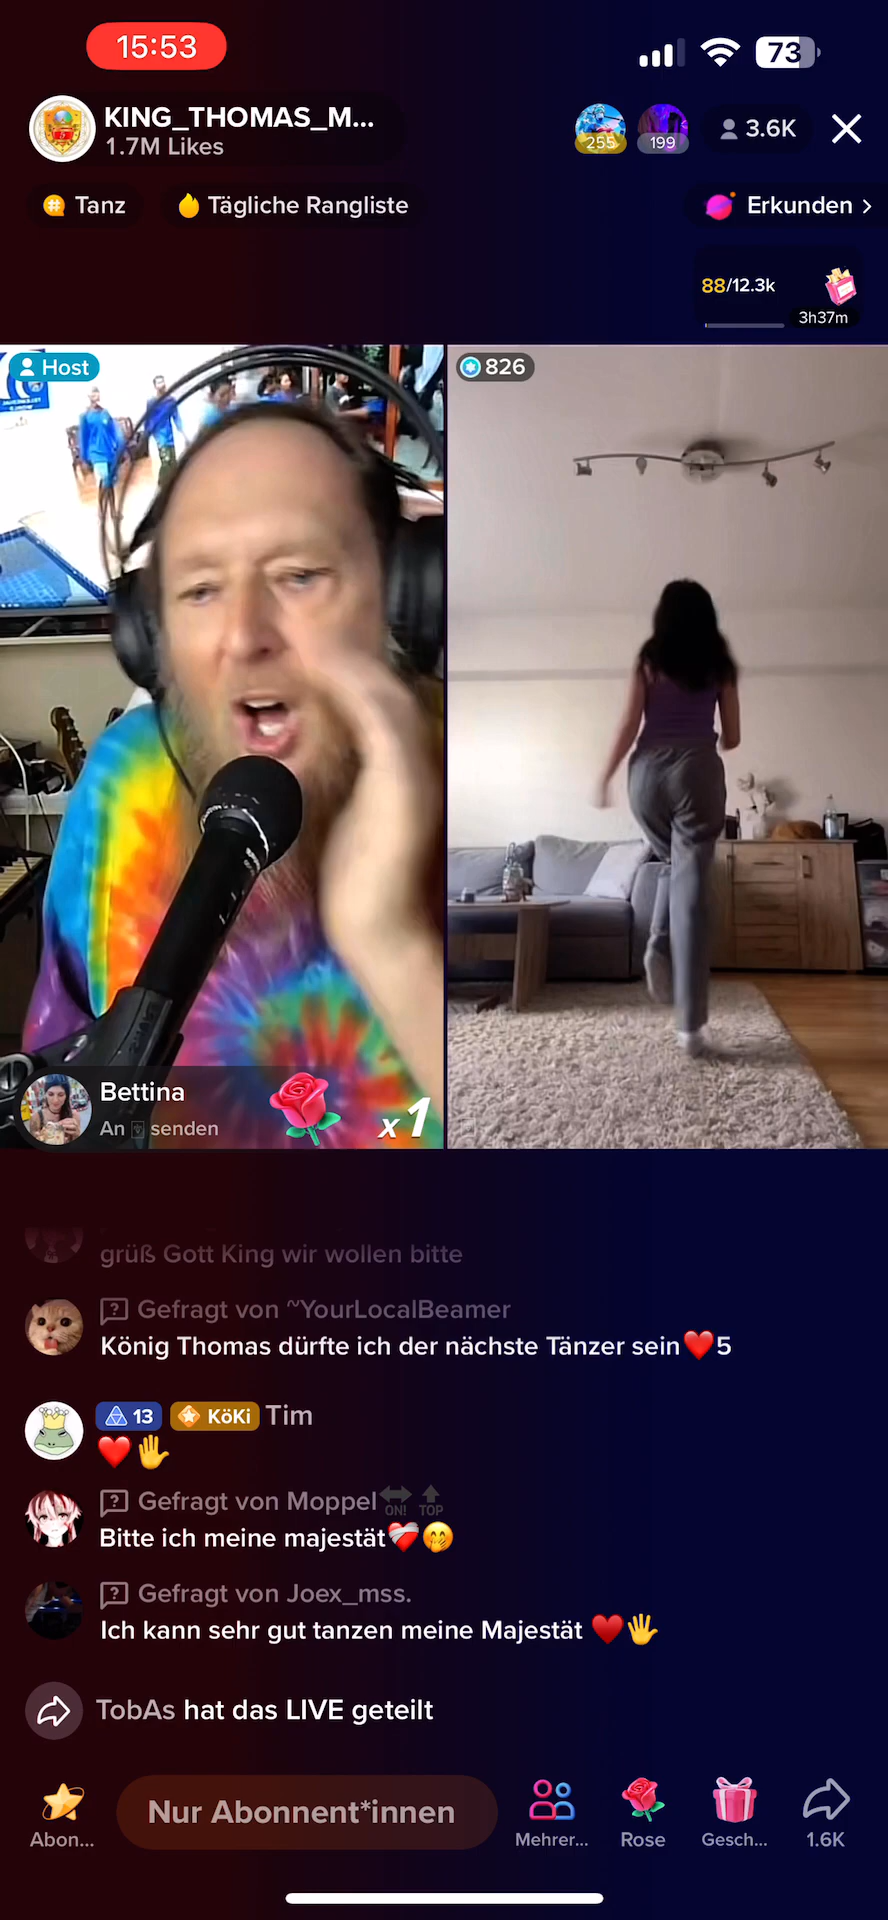 15:53
73
KING_THOMAS_M...
1.7M Likes
255
199
3.6K
Tanz
Tägliche Rangliste
Erkunden >
88/12.3k
3h37m
Host
826
Bettina
An senden
x1
grüß Gott King wir wollen bitte
Gefragt von ~YourLocalBeamer
König Thomas dürfte ich der nächste Tänzer sein❤️5
13 KöKi Tim
❤️🖐️
Gefragt von Moppel ON! TOP
Bitte ich meine majestät❤️‍🩹🤭
Gefragt von Joex_mss.
Ich kann sehr gut tanzen meine Majestät ❤️🖐️
TobAs hat das LIVE geteilt
Nur Abonnent*innen
Abon...
Mehrer...
Rose
Gesch...
1.6K